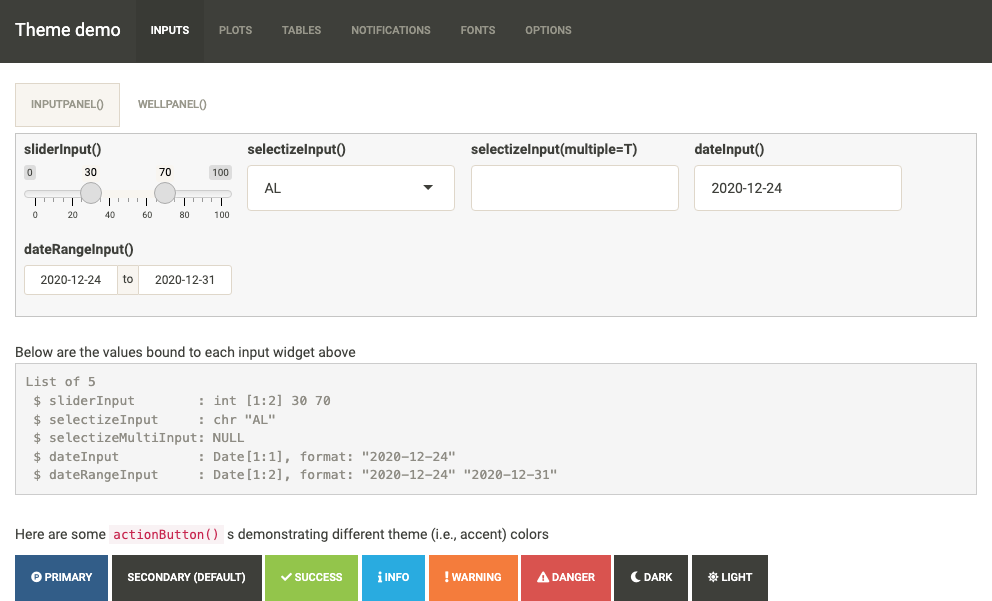 Theme demo INPUTS PLOTS TABLES NOTIFICATIONS FONTS OPTIONS
INPUTPANEL() WELLPANEL()
sliderInput() selectizeInput() selectizeInput(multiple=T) dateInput()
0 30 70 100
AL 2020-12-24
0 20 40 60 80 100
dateRangeInput()
2020-12-24 to 2020-12-31
Below are the values bound to each input widget above
List of 5
$ sliderInput : int [1:2] 30 70
$ selectizeInput : chr "AL"
$ selectizeMultiInput: NULL
$ dateInput : Date[1:1], format: "2020-12-24"
$ dateRangeInput : Date[1:2], format: "2020-12-24" "2020-12-31"
Here are some actionButton() s demonstrating different theme (i.e., accent) colors
PRIMARY SECONDARY (DEFAULT) SUCCESS INFO WARNING DANGER DARK LIGHT